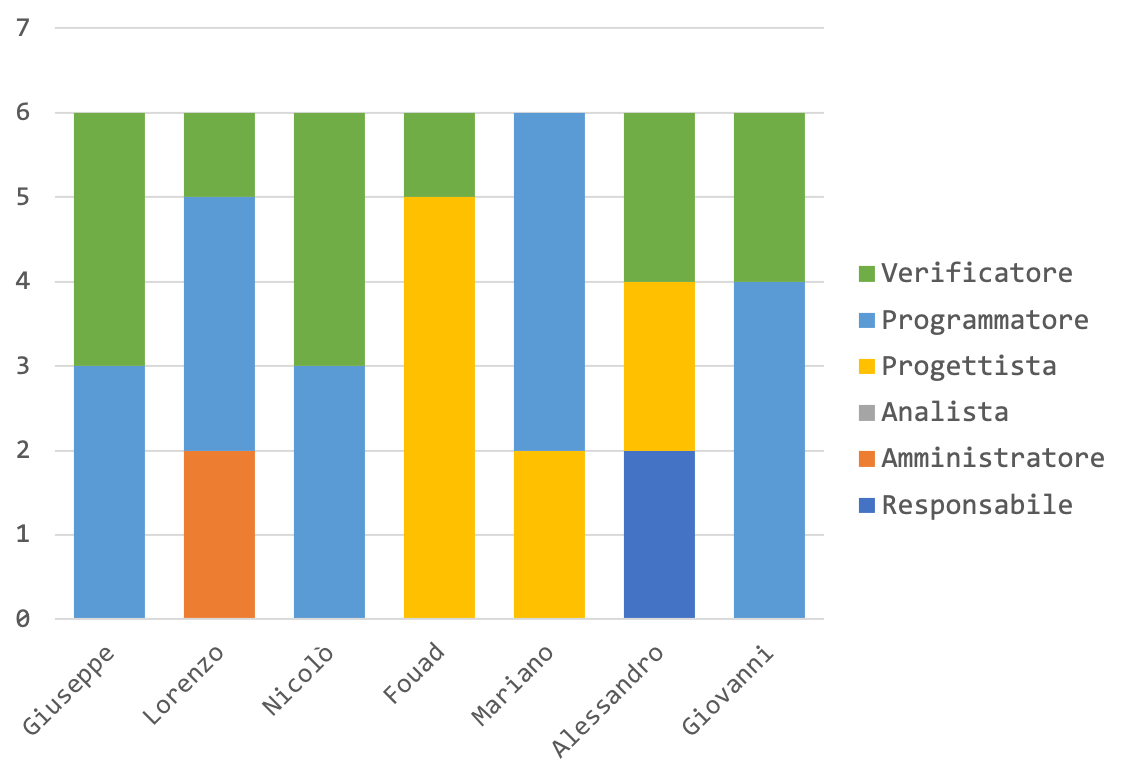 7
6
5
4
3
2
1
0
Giuseppe
Lorenzo
Nicolò
Fouad
Mariano
Alessandro
Giovanni
Verificatore
Programmatore
Progettista
Analista
Amministratore
Responsabile